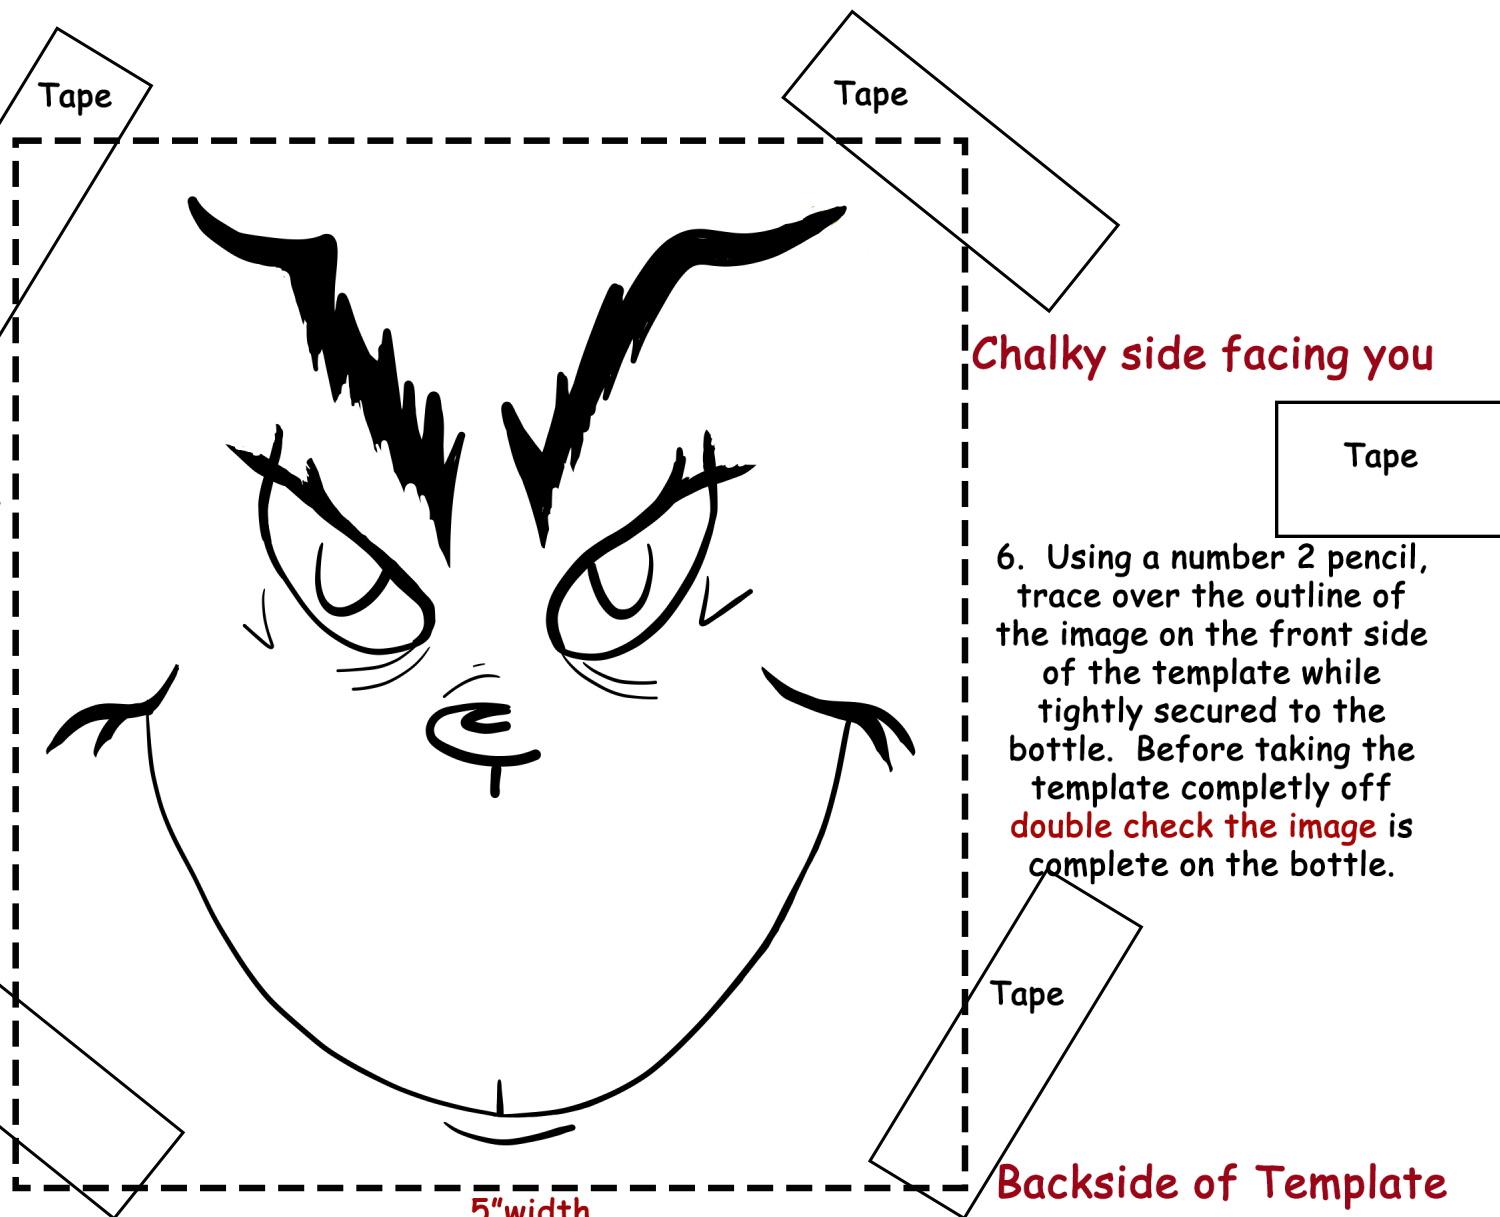 Tape
Tape
Chalky side facing you
Tape
6. Using a number 2 pencil,
trace over the outline of
the image on the front side
of the template while
tightly secured to the
bottle. Before taking the
template completly off
double check the image is
complete on the bottle.
Tape
Backside of Template
5"width